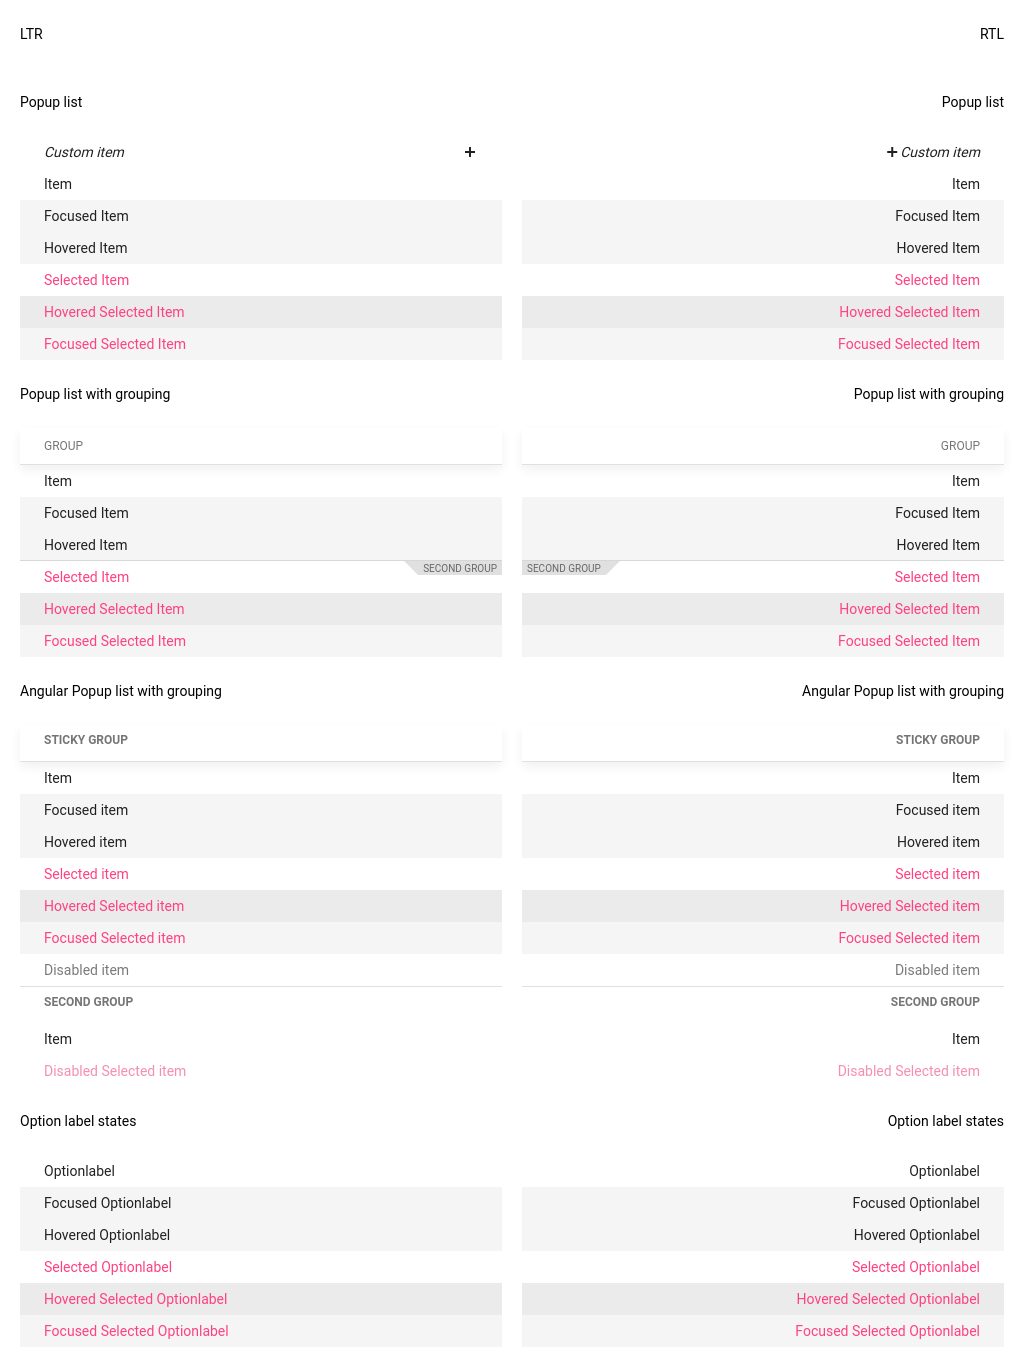 LTR
RTL
Popup list
Popup list
Custom item +
+ Custom item
Item
Item
Focused Item
Focused Item
Hovered Item
Hovered Item
Selected Item
Selected Item
Hovered Selected Item
Hovered Selected Item
Focused Selected Item
Focused Selected Item
Popup list with grouping
Popup list with grouping
GROUP
GROUP
Item
Item
Focused Item
Focused Item
Hovered Item
Hovered Item
SECOND GROUP
SECOND GROUP
Selected Item
Selected Item
Hovered Selected Item
Hovered Selected Item
Focused Selected Item
Focused Selected Item
Angular Popup list with grouping
Angular Popup list with grouping
STICKY GROUP
STICKY GROUP
Item
Item
Focused item
Focused item
Hovered item
Hovered item
Selected item
Selected item
Hovered Selected item
Hovered Selected item
Focused Selected item
Focused Selected item
Disabled item
Disabled item
SECOND GROUP
SECOND GROUP
Item
Item
Disabled Selected item
Disabled Selected item
Option label states
Option label states
Optionlabel
Optionlabel
Focused Optionlabel
Focused Optionlabel
Hovered Optionlabel
Hovered Optionlabel
Selected Optionlabel
Selected Optionlabel
Hovered Selected Optionlabel
Hovered Selected Optionlabel
Focused Selected Optionlabel
Focused Selected Optionlabel